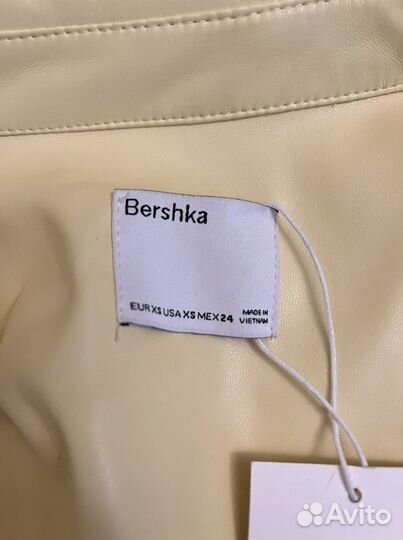 Bershka
EUR XS USA XS MEX 24 MADE IN
VIETNAM
Avito